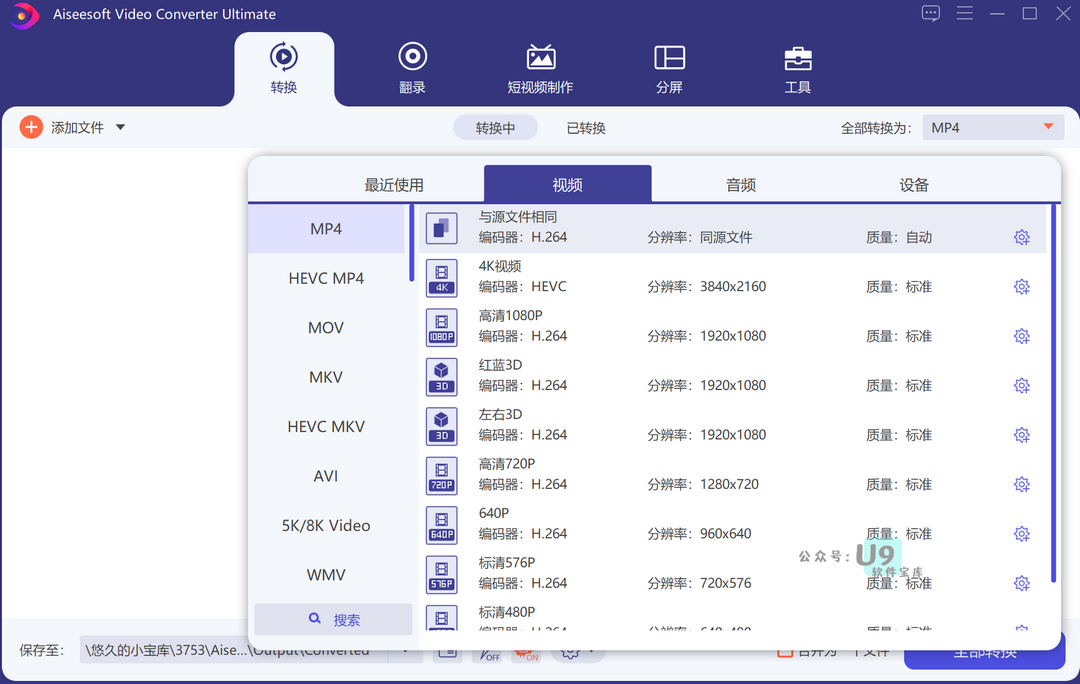 Aiseesoft Video Converter Ultimate
转换
翻录
短视频制作
分屏
工具
添加文件
转换中
已转换
全部转换为:
MP4
最近使用
视频
音频
设备
MP4
HEVC MP4
MOV
MKV
HEVC MKV
AVI
5K/8K Video
WMV
搜索
与源文件相同
编码器: H.264 分辨率: 同源文件 质量: 自动
4K
4K视频
编码器: HEVC 分辨率: 3840x2160 质量: 标准
1080P
高清1080P
编码器: H.264 分辨率: 1920x1080 质量: 标准
3D
红蓝3D
编码器: H.264 分辨率: 1920x1080 质量: 标准
3D
左右3D
编码器: H.264 分辨率: 1920x1080 质量: 标准
720P
高清720P
编码器: H.264 分辨率: 1280x720 质量: 标准
640P
640P
编码器: H.264 分辨率: 960x640 质量: 标准
576P
标清576P
编码器: H.264 分辨率: 720x576 质量: 标准
标清480P
公众号: U9
软件宝库
保存至:
\悠久的小宝库\3753\Aise...\Output\Converted
OFF
ON
全部转换